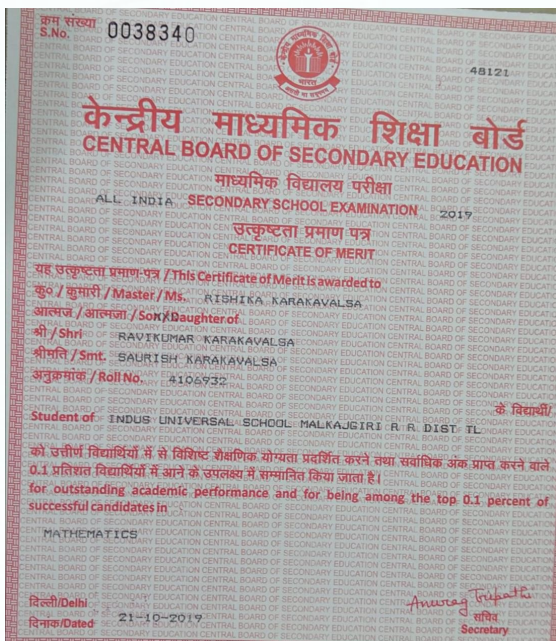 क्रम संख्या
S.No. 0038340
48121
भारत
केन्द्रीय माध्यमिक शिक्षा बोर्ड
CENTRAL BOARD OF SECONDARY EDUCATION
माध्यमिक विद्यालय परीक्षा
ALL INDIA SECONDARY SCHOOL EXAMINATION 2019
उत्कृष्टता प्रमाण पत्र
CERTIFICATE OF MERIT
यह उत्कृष्टता प्रमाण-पत्र / This Certificate of Merit is awarded to
कु० / कुमारी / Master / Ms. RISHIKA KARAKAVALSA
आत्मज / आत्मजा / Son/Daughter of
श्री / Shri RAVIKUMAR KARAKAVALSA
श्रीमति / Smt. SAURISH KARAKAVALSA
अनुक्रमांक / Roll No. 4106932
के विद्यार्थी/
Student of INDUS UNIVERSAL SCHOOL MALKAJGIRI R R DIST TL
को उत्तीर्ण विद्यार्थियों में से विशिष्ट शैक्षणिक योग्यता प्रदर्शित करने तथा सर्वाधिक अंक प्राप्त करने वाले
0.1 प्रतिशत विद्यार्थियों में आने के उपलक्ष्य में सम्मानित किया जाता है।
for outstanding academic performance and for being among the top 0.1 percent of
successful candidates in
MATHEMATICS
Anurag Tripathi
दिल्ली/Delhi
सचिव
दिनांक/Dated 21-10-2019
Secretary